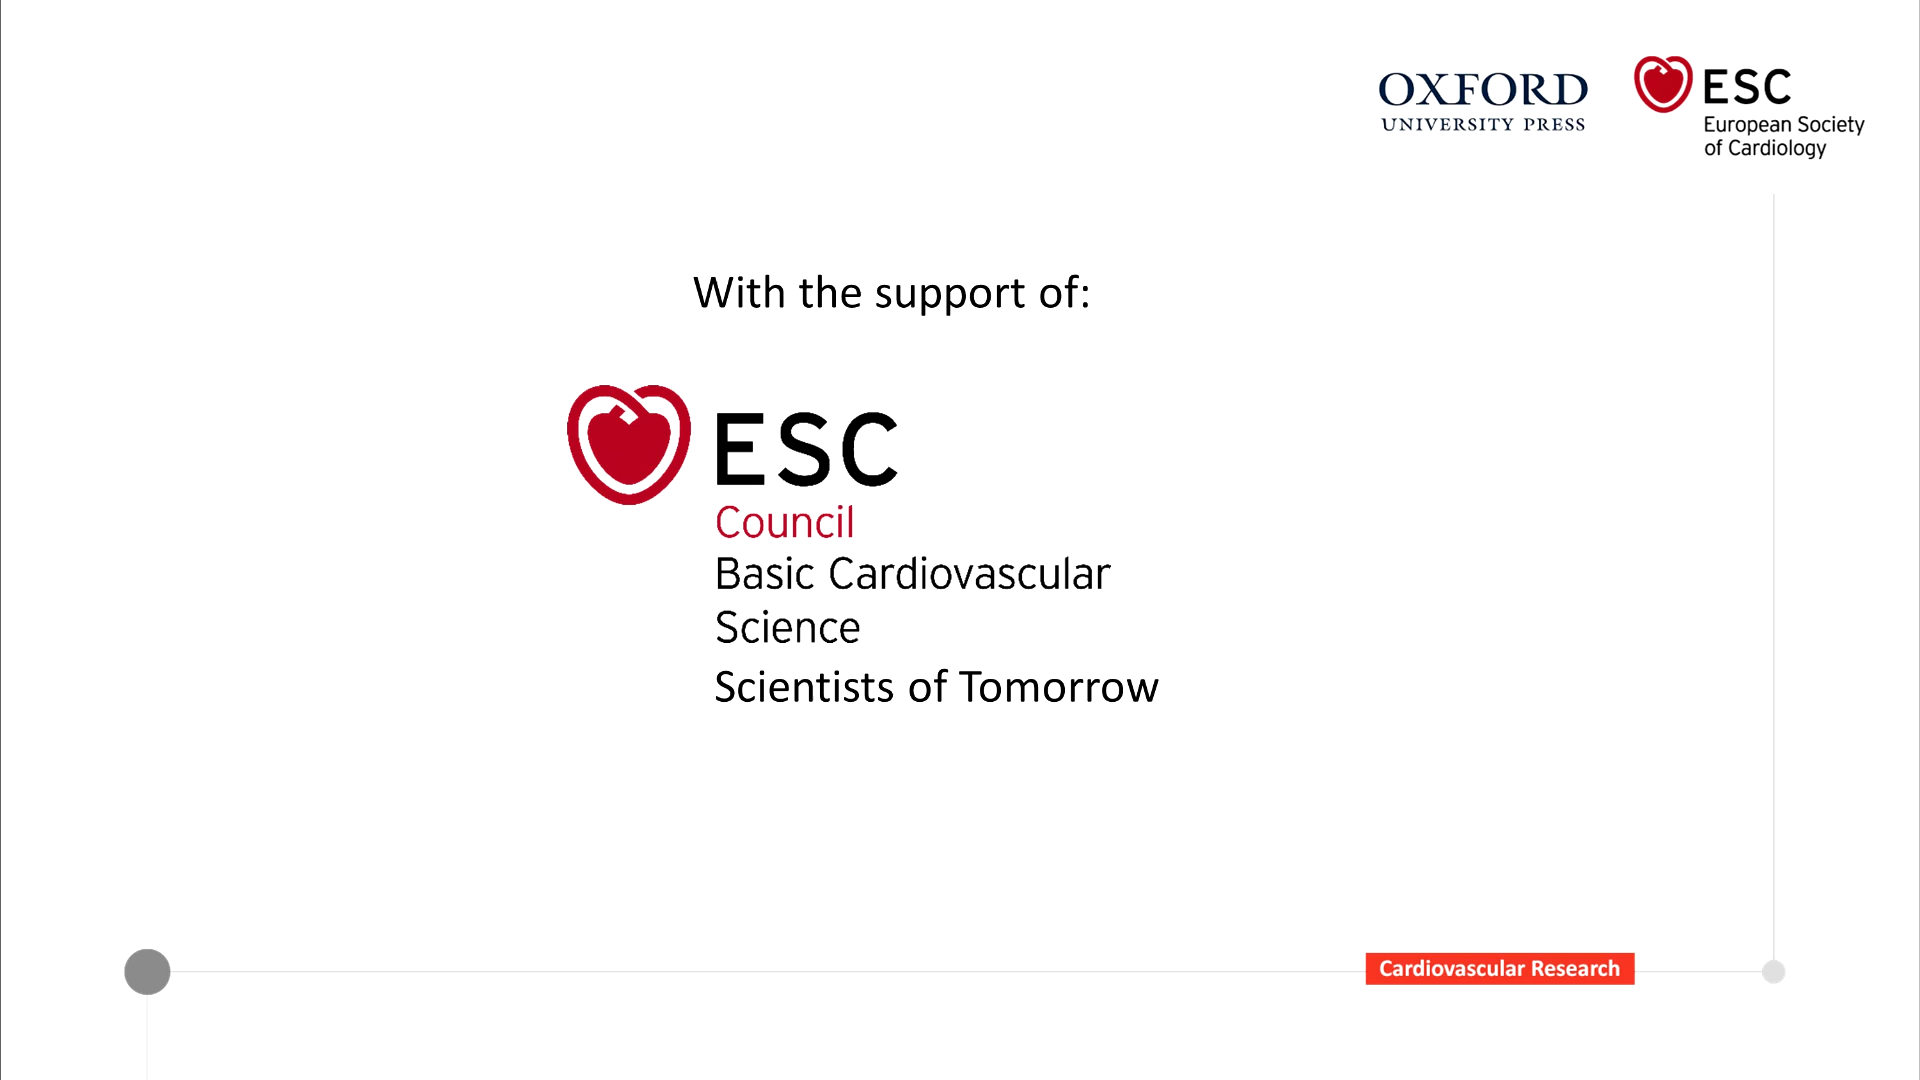 OXFORD
UNIVERSITY PRESS
ESC
European Society
of Cardiology
With the support of:
ESC
Council
Basic Cardiovascular
Science
Scientists of Tomorrow
Cardiovascular Research